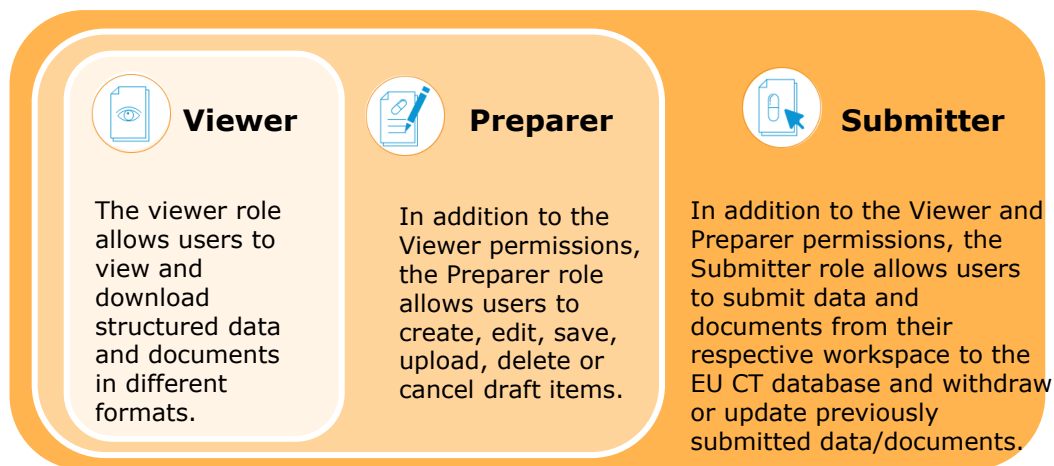 Viewer
The viewer role
allows users to
view and
download
structured data
and documents
in different
formats.
Preparer
In addition to the
Viewer permissions,
the Preparer role
allows users to
create, edit, save,
upload, delete or
cancel draft items.
Submitter
In addition to the Viewer and
Preparer permissions, the
Submitter role allows users
to submit data and
documents from their
respective workspace to the
EU CT database and withdraw
or update previously
submitted data/documents.